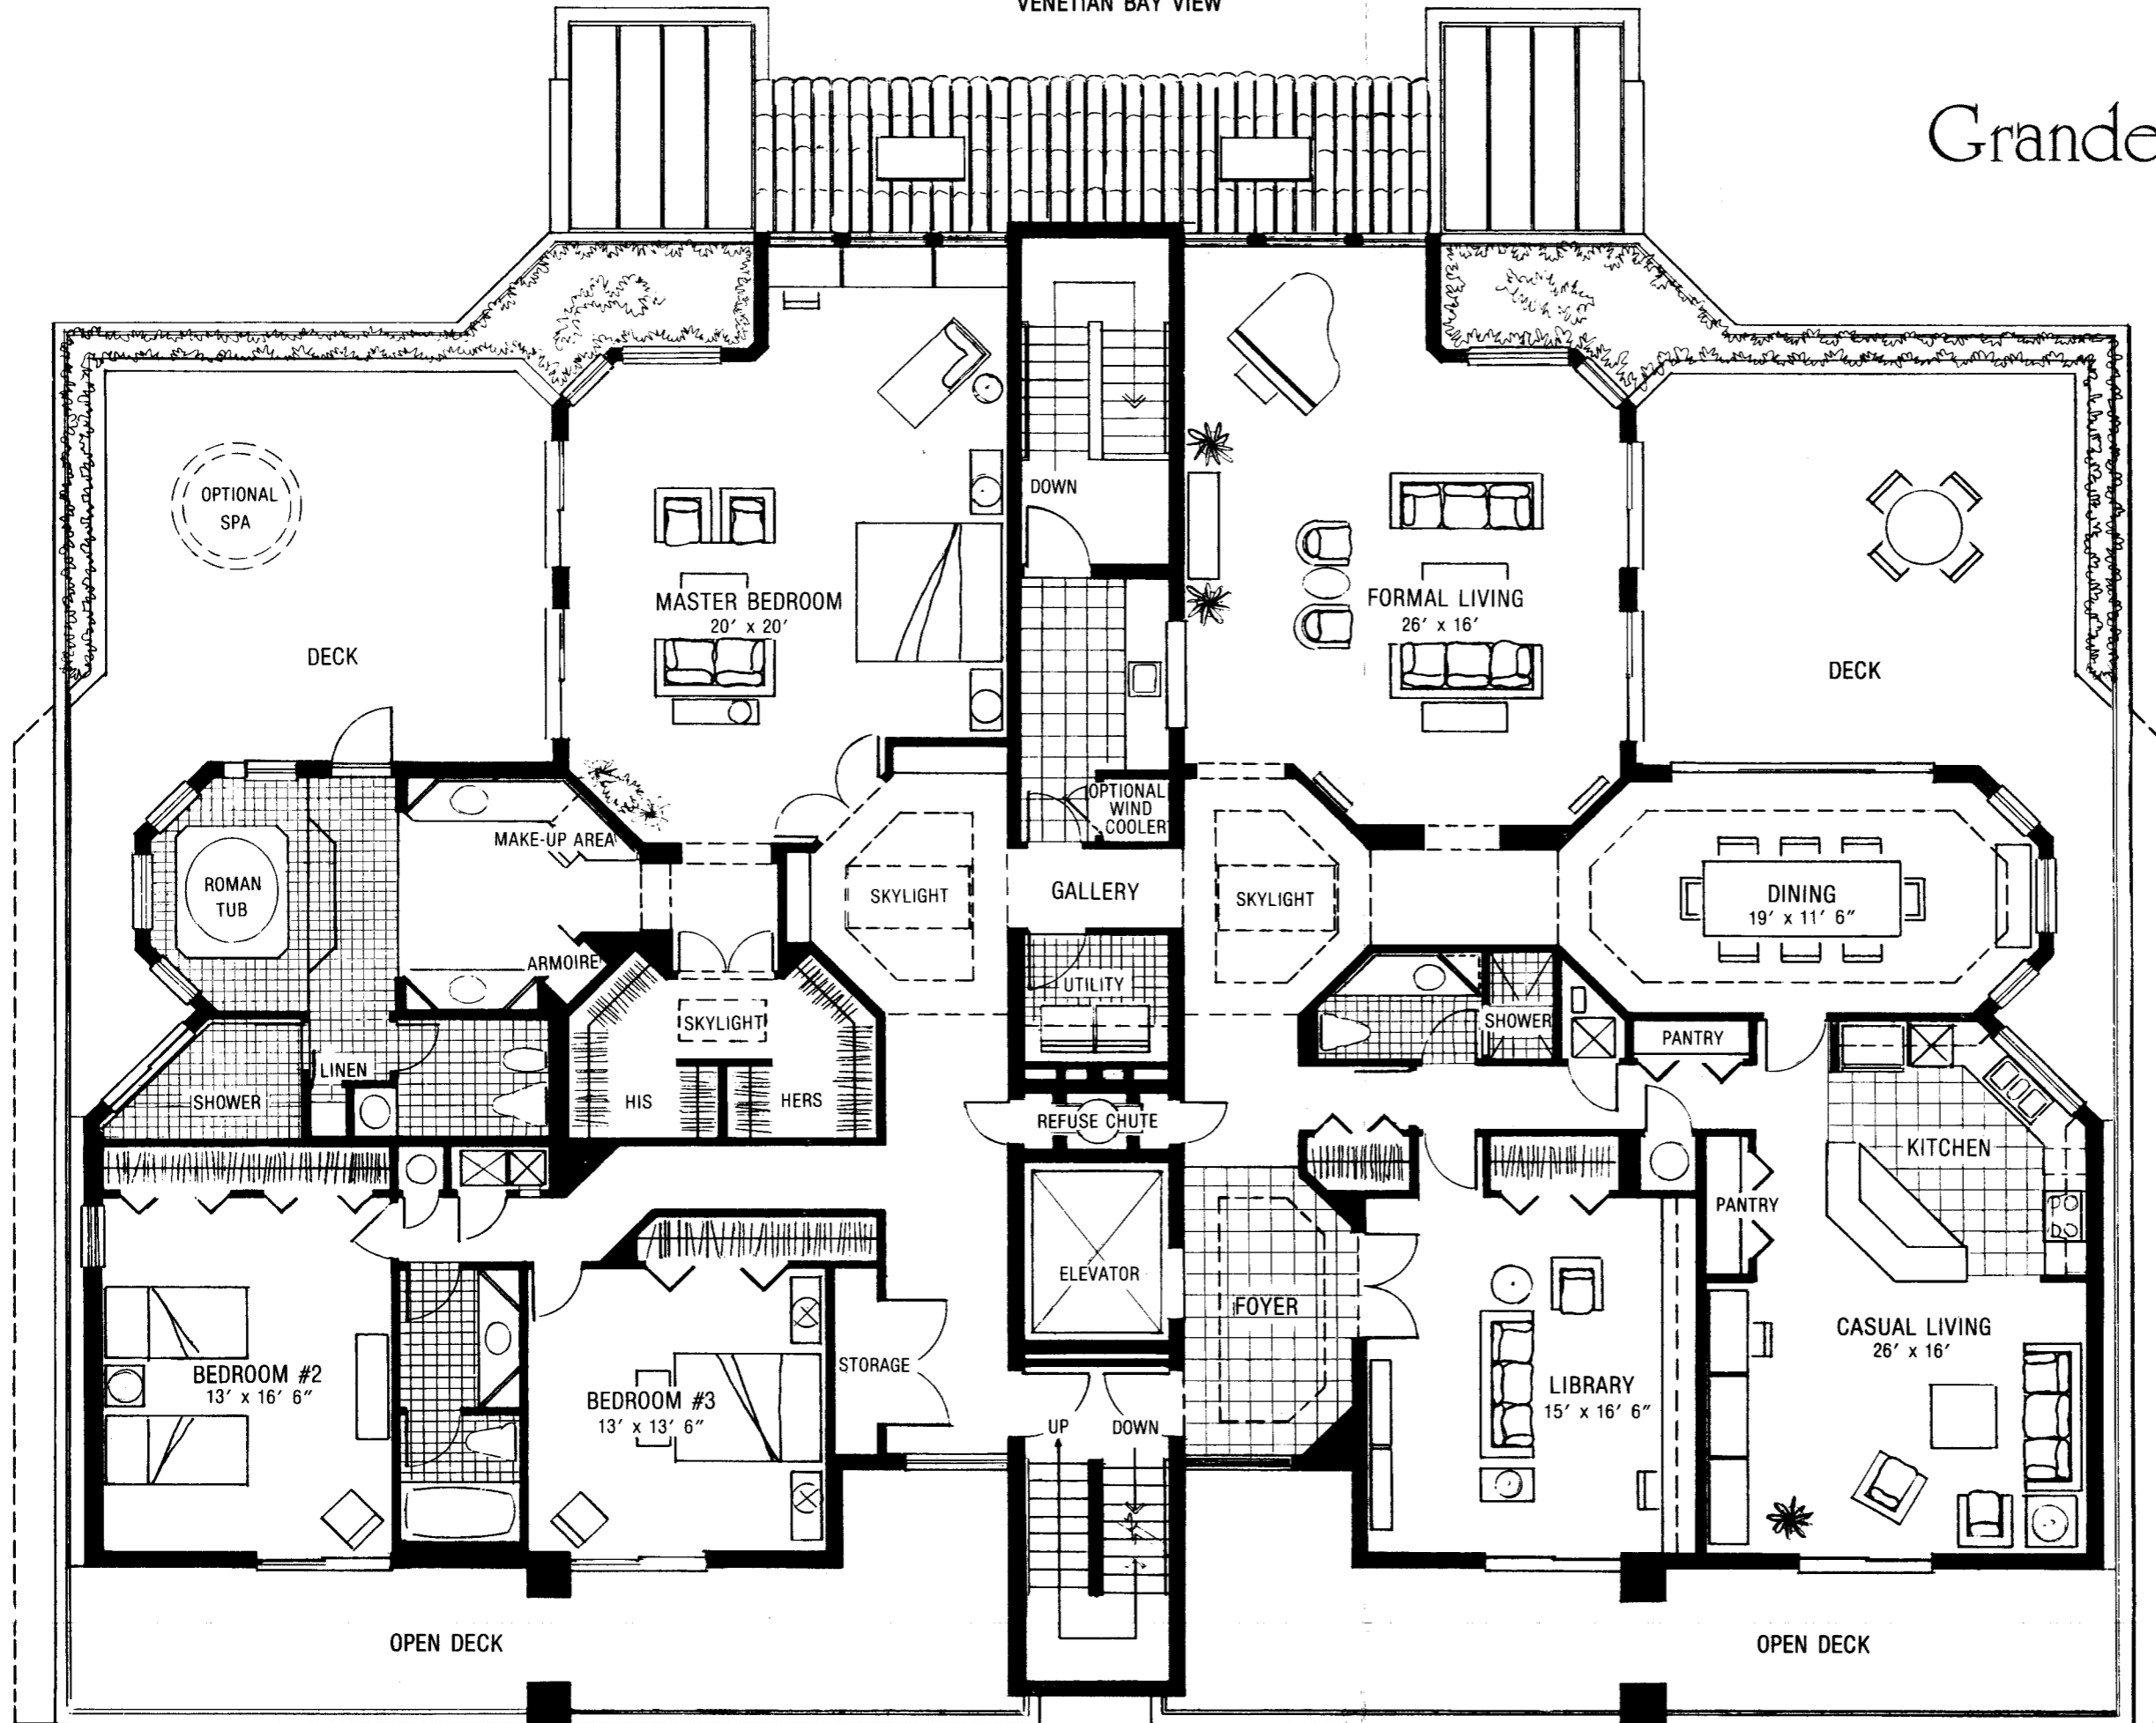 VENETIAN BAY VIEW
Grande
OPTIONAL
SPA
DOWN
MASTER BEDROOM
20′ x 20′
FORMAL LIVING
26′ x 16′
DECK
DECK
OPTIONAL
WIND
COOLER
MAKE-UP AREA
ROMAN
TUB
SKYLIGHT
GALLERY
SKYLIGHT
DINING
19′ x 11′ 6″
ARMOIRE
UTILITY
SKYLIGHT
SHOWER
PANTRY
LINEN
SHOWER
HIS
HERS
REFUSE CHUTE
KITCHEN
PANTRY
ELEVATOR
FOYER
CASUAL LIVING
26′ x 16′
STORAGE
BEDROOM #2
13′ x 16′ 6″
BEDROOM #3
13′ x 13′ 6″
LIBRARY
15′ x 16′ 6″
UP
DOWN
OPEN DECK
OPEN DECK